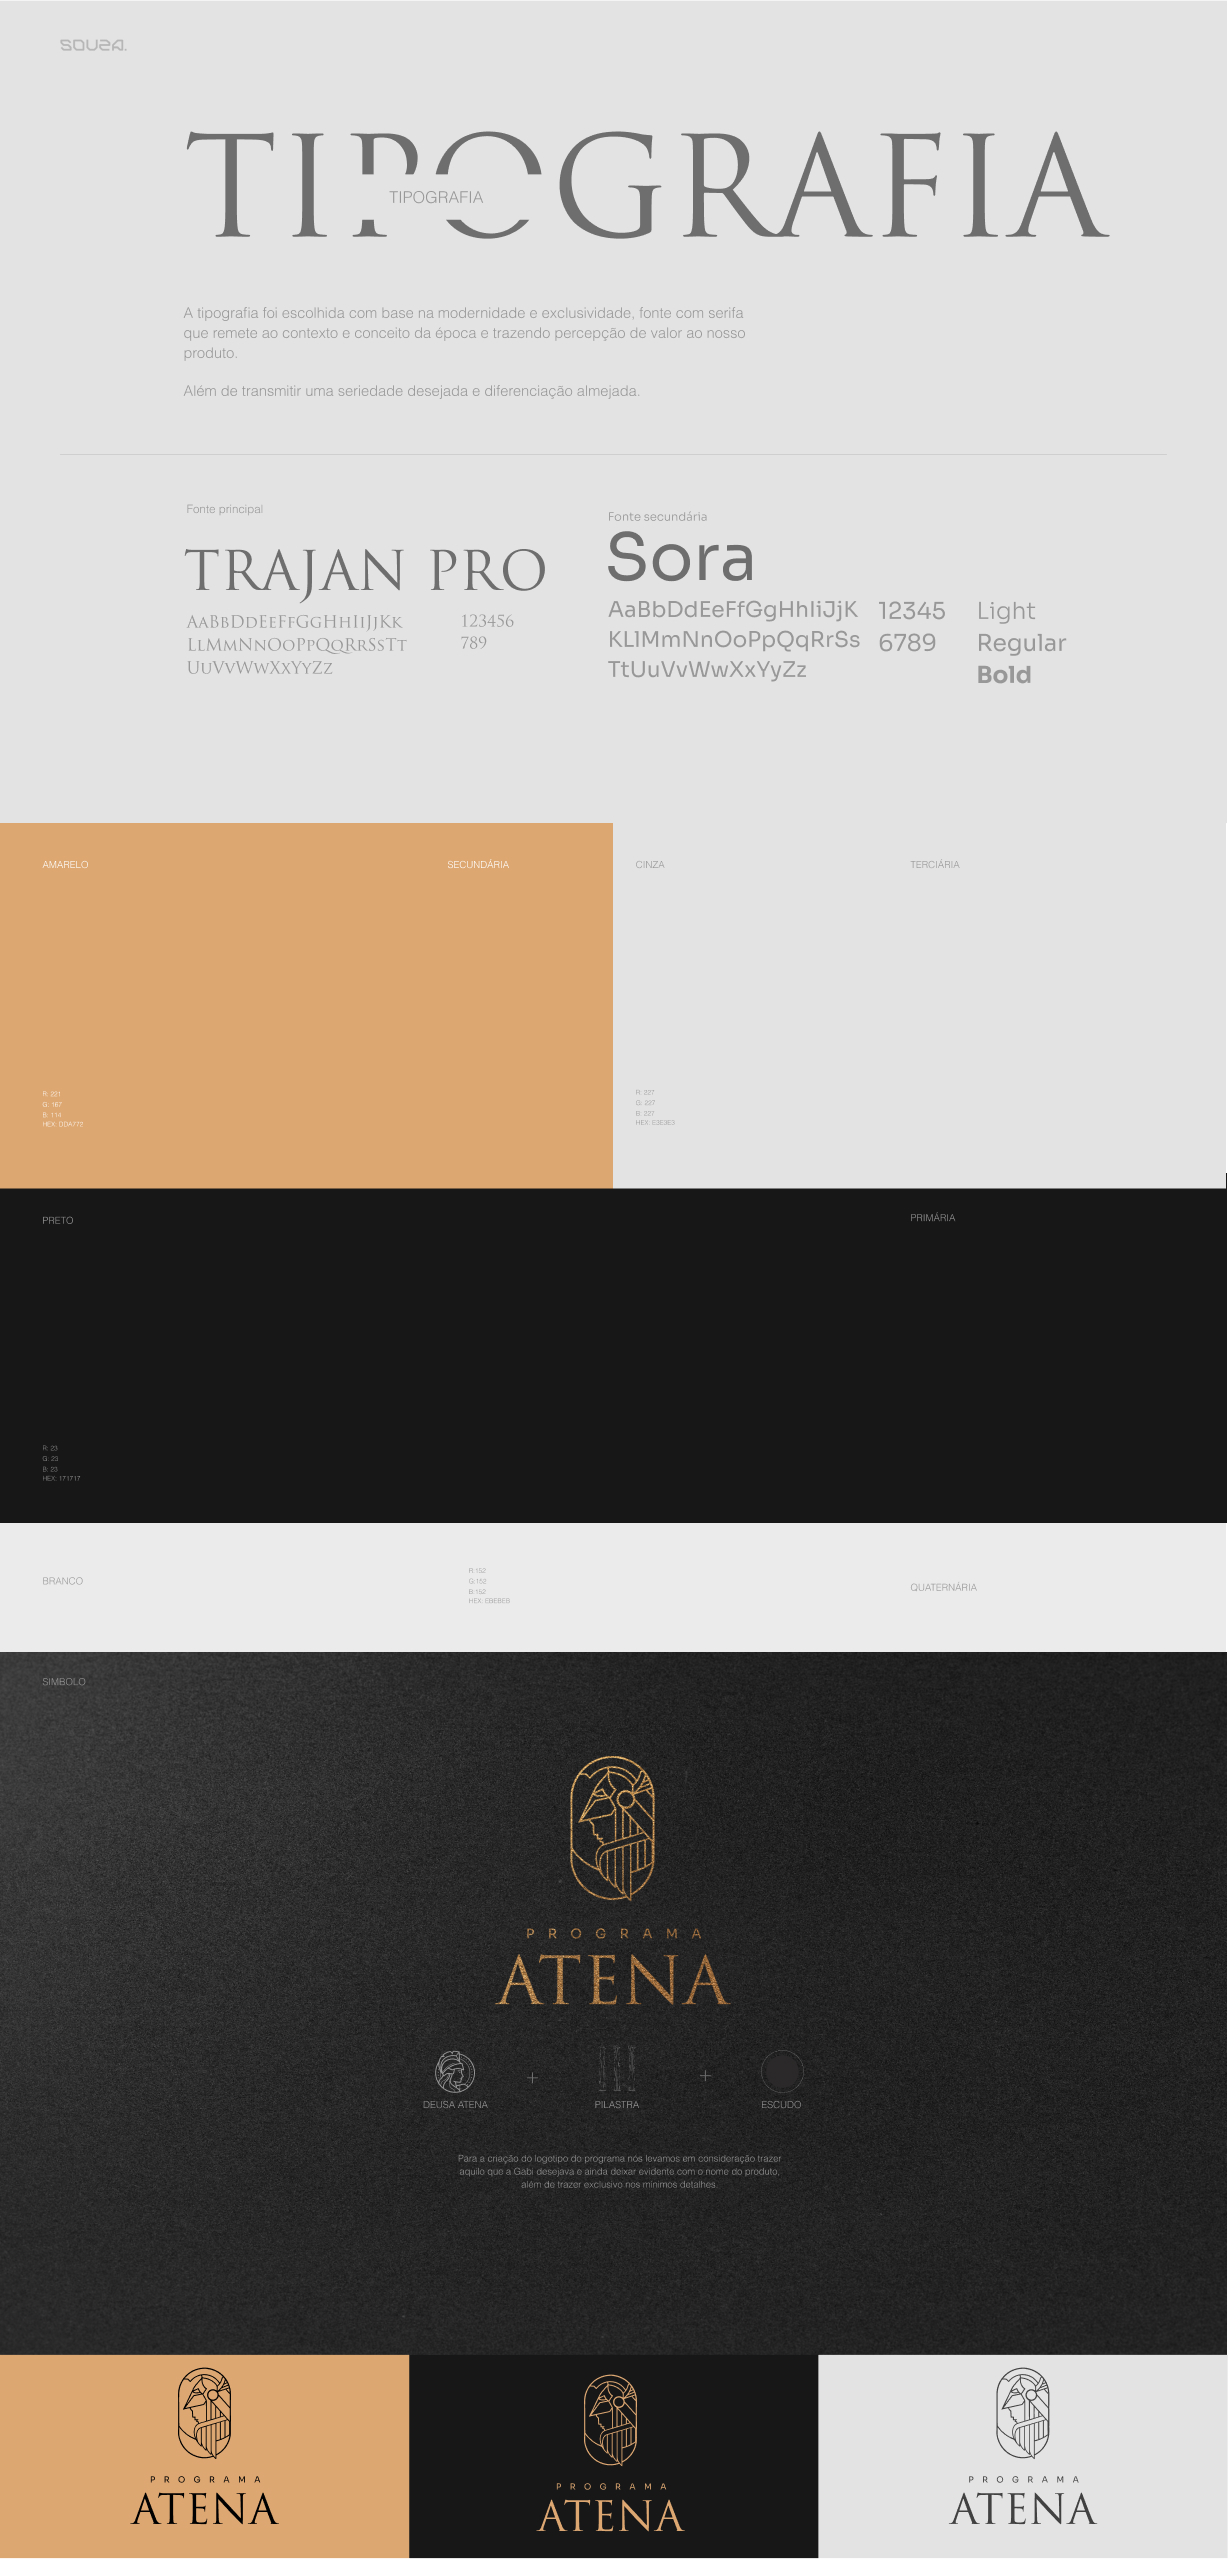 SOUZA.
TIPOGRAFIA
TIPOGRAFIA
A tipografia foi escolhida com base na modernidade e exclusividade, fonte com serifa
que remete ao contexto e conceito da época e trazendo percepção de valor ao nosso
produto.
Além de transmitir uma seriedade desejada e diferenciação almejada.
Fonte principal
TRAJAN PRO
AaBbDdEeFfGgHhIiJjKk
LlMmNnOoPpQqRrSsTt
UuVvWwXxYyZz
123456
789
Fonte secundária
Sora
AaBbDdEeFfGgHhIiJjK
KLlMmNnOoPpQqRrSs
TtUuVvWwXxYyZz
12345
6789
Light
Regular
Bold
AMARELO
SECUNDÁRIA
R: 221
G: 167
B: 114
HEX: DDA772
CINZA
TERCIÁRIA
R: 227
G: 227
B: 227
HEX: E3E3E3
PRETO
PRIMÁRIA
R: 23
G: 23
B: 23
HEX: 171717
BRANCO
R:152
G:152
B:152
HEX: EBEBEB
QUATERNÁRIA
SIMBOLO
PROGRAMA
ATENA
DEUSA ATENA
+
PILASTRA
+
ESCUDO
Para a criação do logotipo do programa nós levamos em consideração trazer
aquilo que a Gabi desejava e ainda deixar evidente com o nome do produto,
além de trazer exclusivo nos minimos detalhes.
PROGRAMA
ATENA
PROGRAMA
ATENA
PROGRAMA
ATENA